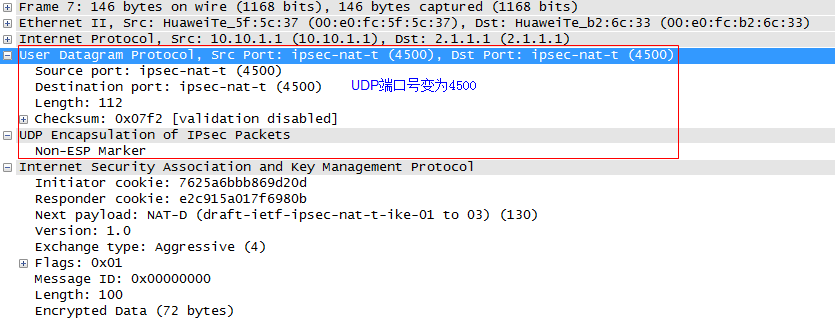 Frame 7: 146 bytes on wire (1168 bits), 146 bytes captured (1168 bits)
Ethernet II, Src: HuaweiTe_5f:5c:37 (00:e0:fc:5f:5c:37), Dst: HuaweiTe_b2:6c:33 (00:e0:fc:b2:6c:33)
Internet Protocol, Src: 10.10.1.1 (10.10.1.1), Dst: 2.1.1.1 (2.1.1.1)
User Datagram Protocol, Src Port: ipsec-nat-t (4500), Dst Port: ipsec-nat-t (4500)
Source port: ipsec-nat-t (4500)
Destination port: ipsec-nat-t (4500) UDP端口号变为4500
Length: 112
Checksum: 0x07f2 [validation disabled]
UDP Encapsulation of IPsec Packets
Non-ESP Marker
Internet Security Association and Key Management Protocol
Initiator cookie: 7625a6bbb869d20d
Responder cookie: e2c915a017f6980b
Next payload: NAT-D (draft-ietf-ipsec-nat-t-ike-01 to 03) (130)
Version: 1.0
Exchange type: Aggressive (4)
Flags: 0x01
Message ID: 0x00000000
Length: 100
Encrypted Data (72 bytes)